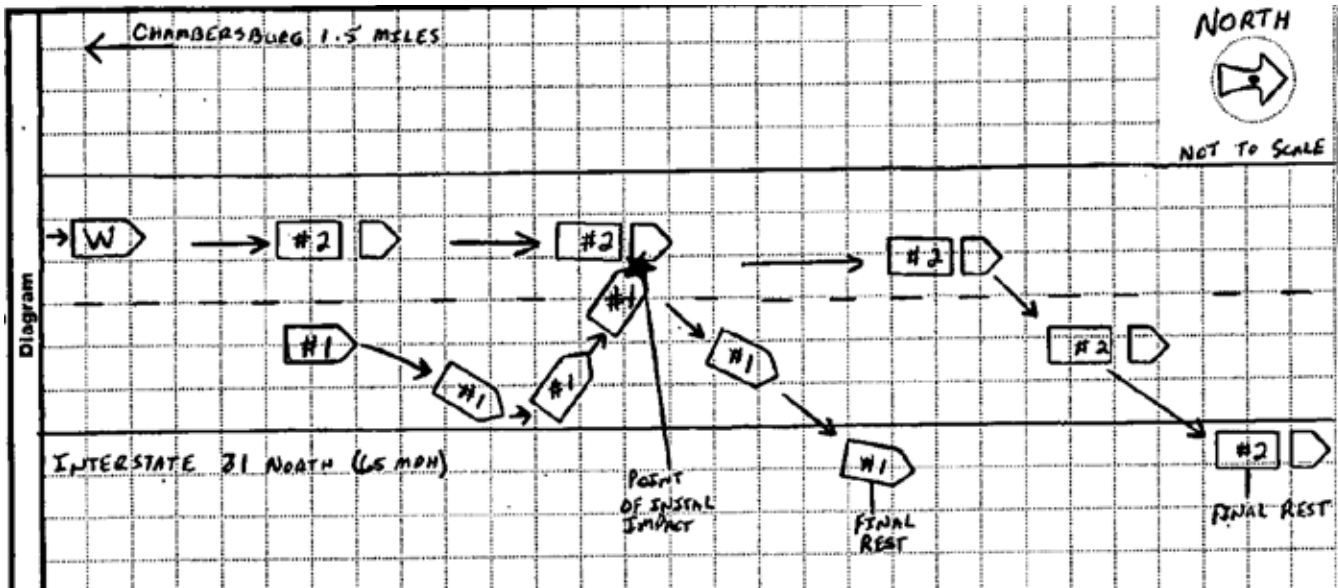 CHAMBERSBURG 1.5 MILES
NORTH
NOT TO SCALE
Diagram
W
#2
#2
#2
#1
#1
#1
#1
#1
#2
#1
#2
INTERSTATE 81 NORTH (65 MPH)
POINT
OF INITAL
IMPACT
FINAL
REST
FINAL REST